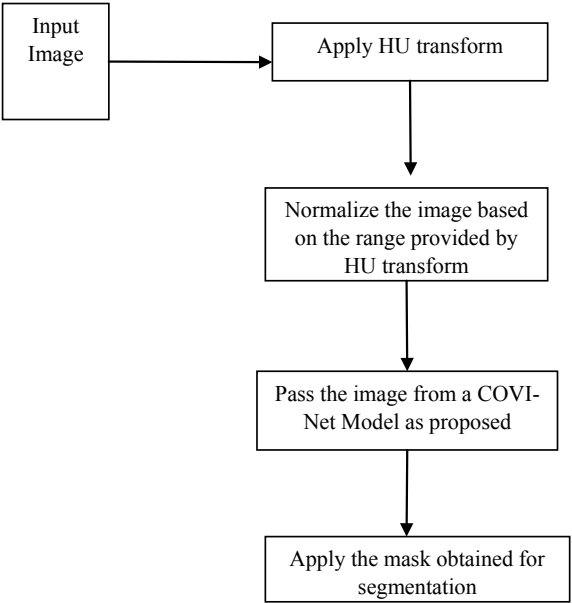 Input
Image
Apply HU transform
Normalize the image based
on the range provided by
HU transform
Pass the image from a COVI-
Net Model as proposed
Apply the mask obtained for
segmentation